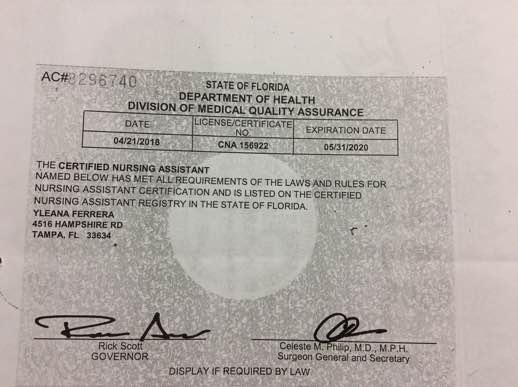 AC# 8296740
STATE OF FLORIDA
DEPARTMENT OF HEALTH
DIVISION OF MEDICAL QUALITY ASSURANCE
DATE LICENSE/CERTIFICATE NO. EXPIRATION DATE
04/21/2018 CNA 156922 05/31/2020
THE CERTIFIED NURSING ASSISTANT
NAMED BELOW HAS MET ALL REQUIREMENTS OF THE LAWS AND RULES FOR
NURSING ASSISTANT CERTIFICATION AND IS LISTED ON THE CERTIFIED
NURSING ASSISTANT REGISTRY IN THE STATE OF FLORIDA.
YLEANA FERRERA
4516 HAMPSHIRE RD
TAMPA, FL 33634
Rick Scott
GOVERNOR
Celeste M. Philip, M.D., M.P.H.
Surgeon General and Secretary
DISPLAY IF REQUIRED BY LAW